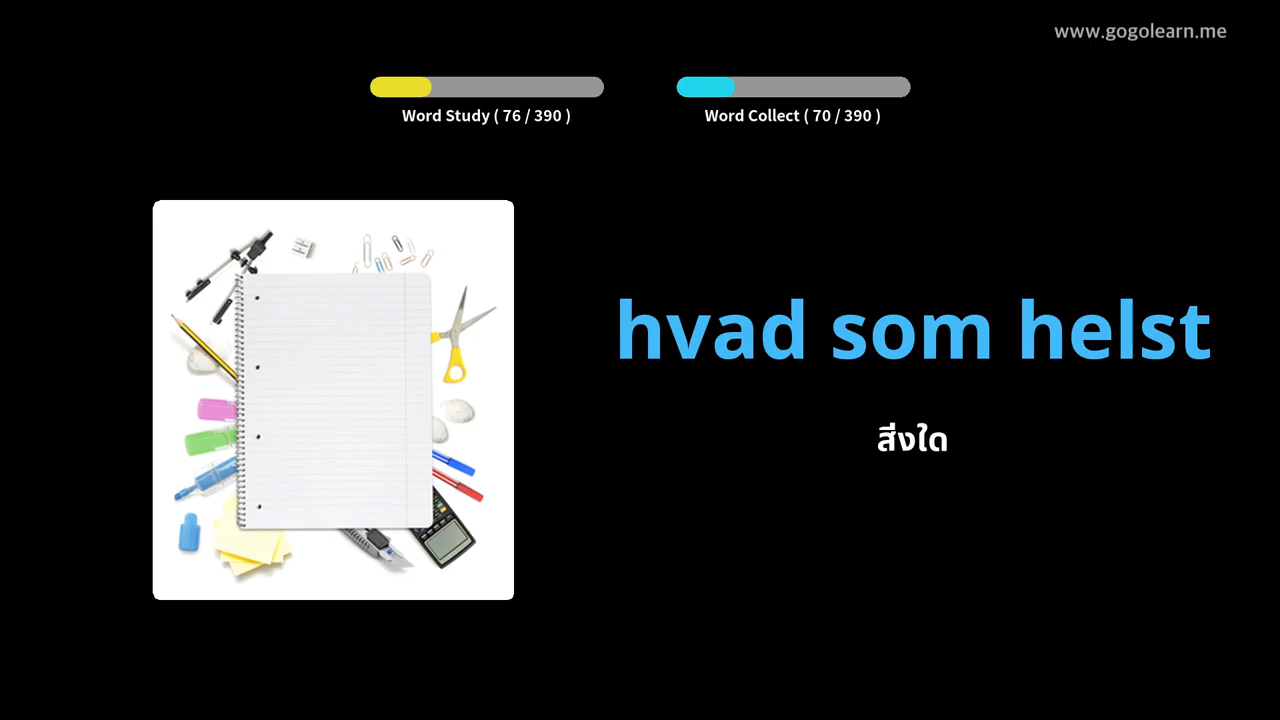 www.gogolearn.me
Word Study ( 76 / 390 )
Word Collect ( 70 / 390 )
hvad som helst
สิ่งใด